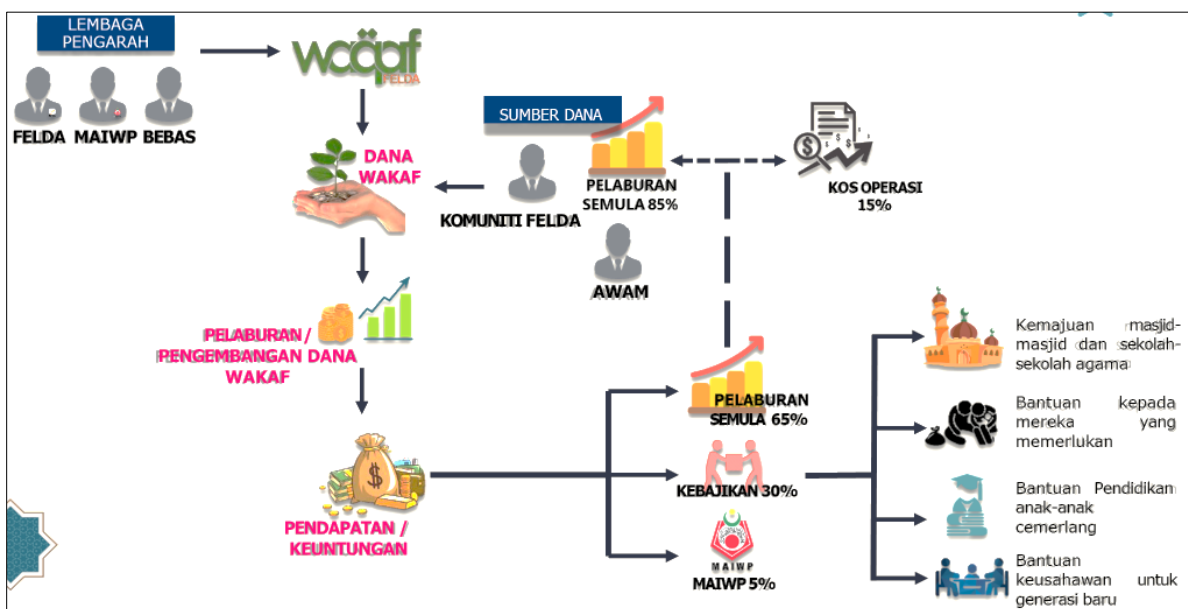 LEMBAGA
PENGARAH
FELDA MAIWP BEBAS
waqaf
FELDA
DANA
WAKAF
SUMBER DANA
KOMUNITI FELDA
PELABURAN
SEMULA 85%
AWAM
KOS OPERASI
15%
PELABURAN /
PENGEMBANGAN DANA
WAKAF
PENDAPATAN /
KEUNTUNGAN
PELABURAN
SEMULA 65%
KEBAJIKAN 30%
MAIWP
MAIWP 5%
Kemajuan masjid-
masjid dan sekolah-
sekolah agama
Bantuan kepada
mereka yang
memerlukan
Bantuan Pendidikan
anak-anak
cemerlang
Bantuan
keusahawan untuk
generasi baru